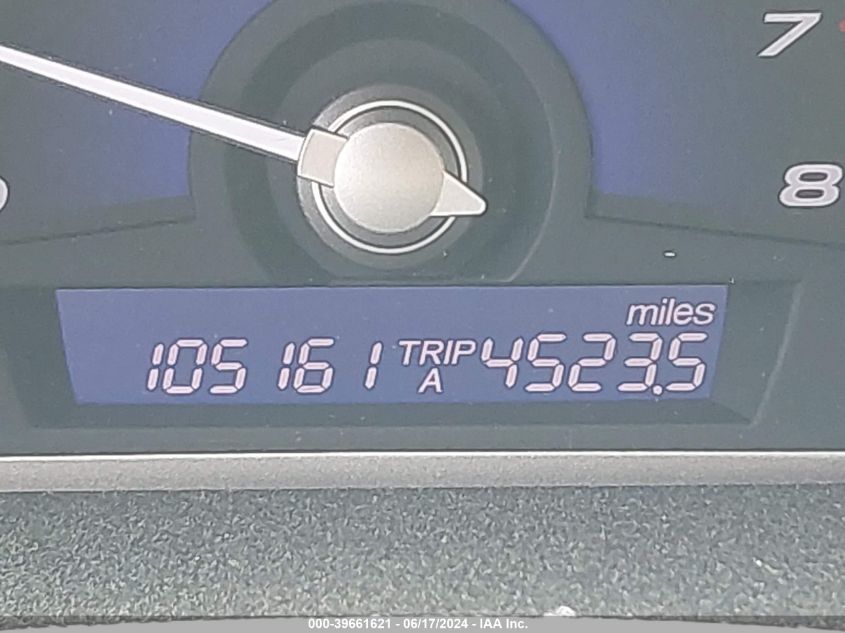 7
8
miles
105161 TRIP A 4523.5
000-39661621 - 06/17/2024 - IAA Inc.